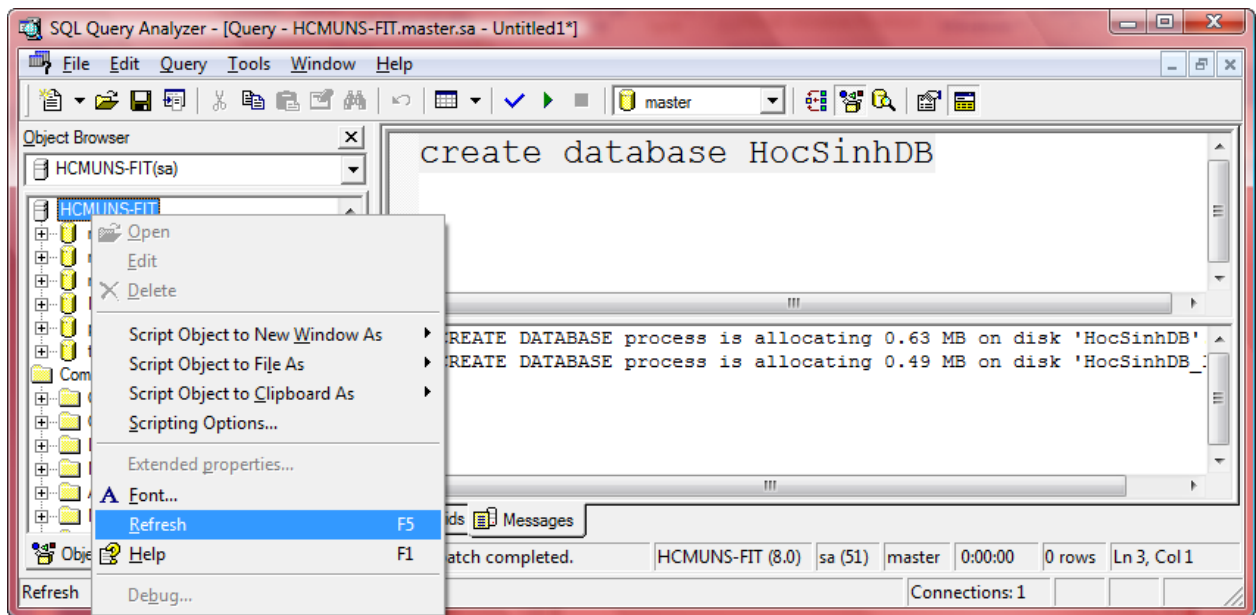 SQL Query Analyzer - [Query - HCMUNS-FIT.master.sa - Untitled1*]
File Edit Query Tools Window Help
master
Object Browser
HCMUNS-FIT(sa)
HCMUNS-FIT
create database HocSinhDB
Open
Edit
Delete
Script Object to New Window As
Script Object to File As
Script Object to Clipboard As
Scripting Options...
Extended properties...
Font...
Refresh F5
Help F1
Debug...
Com
REATE DATABASE process is allocating 0.63 MB on disk 'HocSinhDB'
REATE DATABASE process is allocating 0.49 MB on disk 'HocSinhDB_
ids Messages
Obje
atch completed. HCMUNS-FIT (8.0) sa (51) master 0:00:00 0 rows Ln 3, Col 1
Refresh Connections: 1